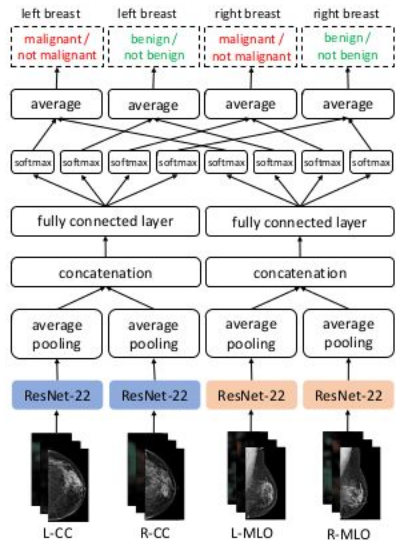 left breast left breast right breast right breast
malignant/ benign/ malignant/ benign/
not malignant not benign not malignant not benign
average average average average
softmax softmax softmax softmax softmax softmax softmax softmax
fully connected layer fully connected layer
concatenation concatenation
average average average average
pooling pooling pooling pooling
ResNet-22 ResNet-22 ResNet-22 ResNet-22
L-CC R-CC L-MLO R-MLO